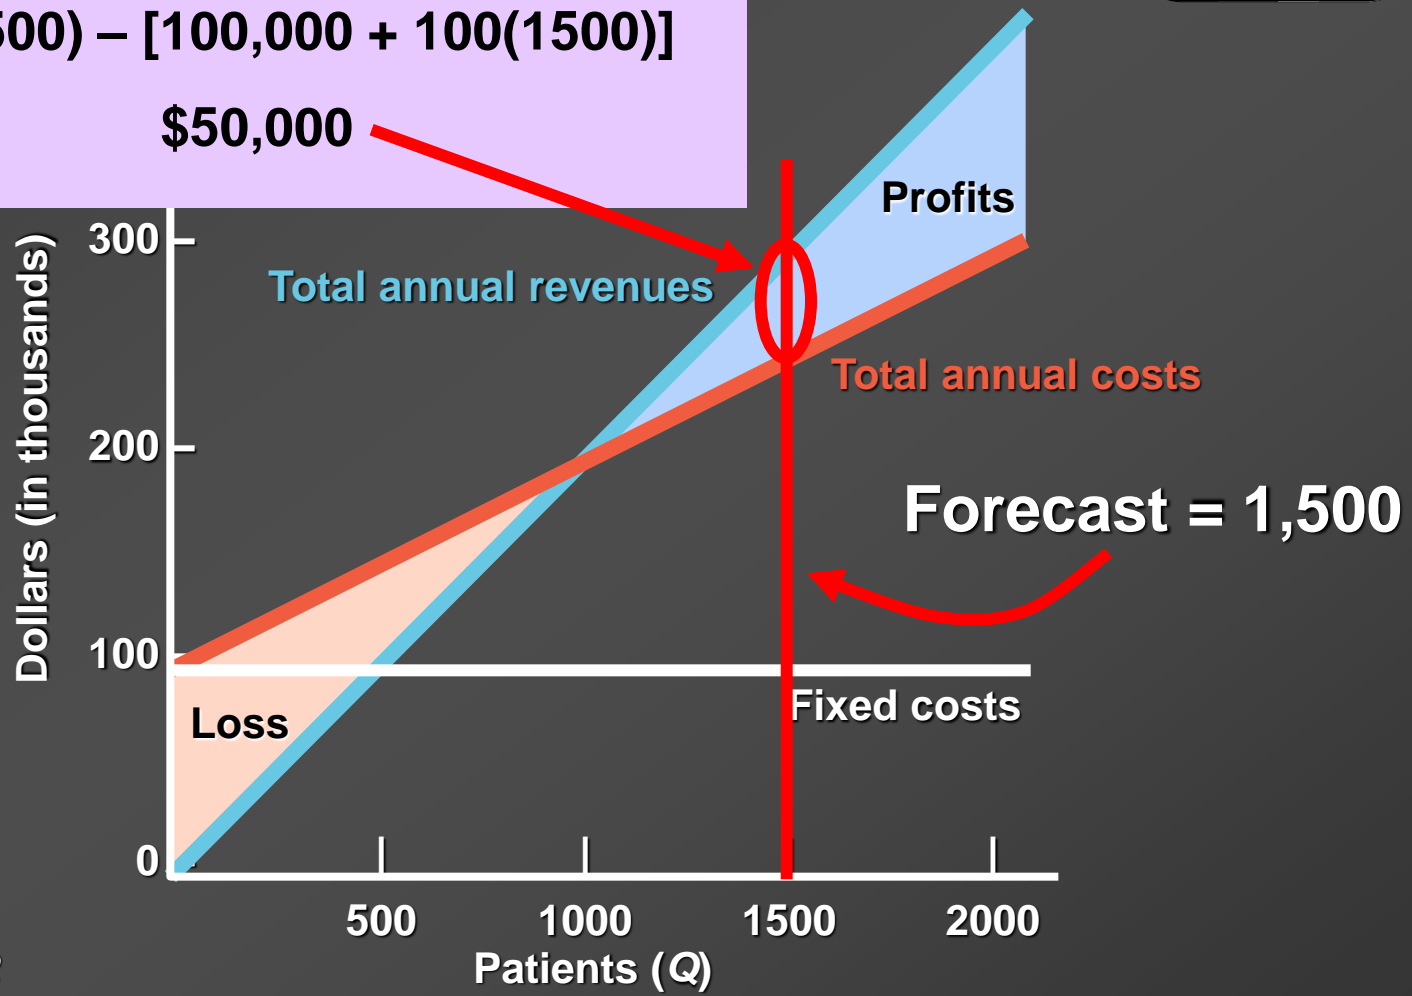 500) – [100,000 + 100(1500)]
$50,000
Profits
300
Total annual revenues
Total annual costs
200
Dollars (in thousands)
Forecast = 1,500
100
Fixed costs
Loss
0
500 1000 1500 2000
Patients (Q)